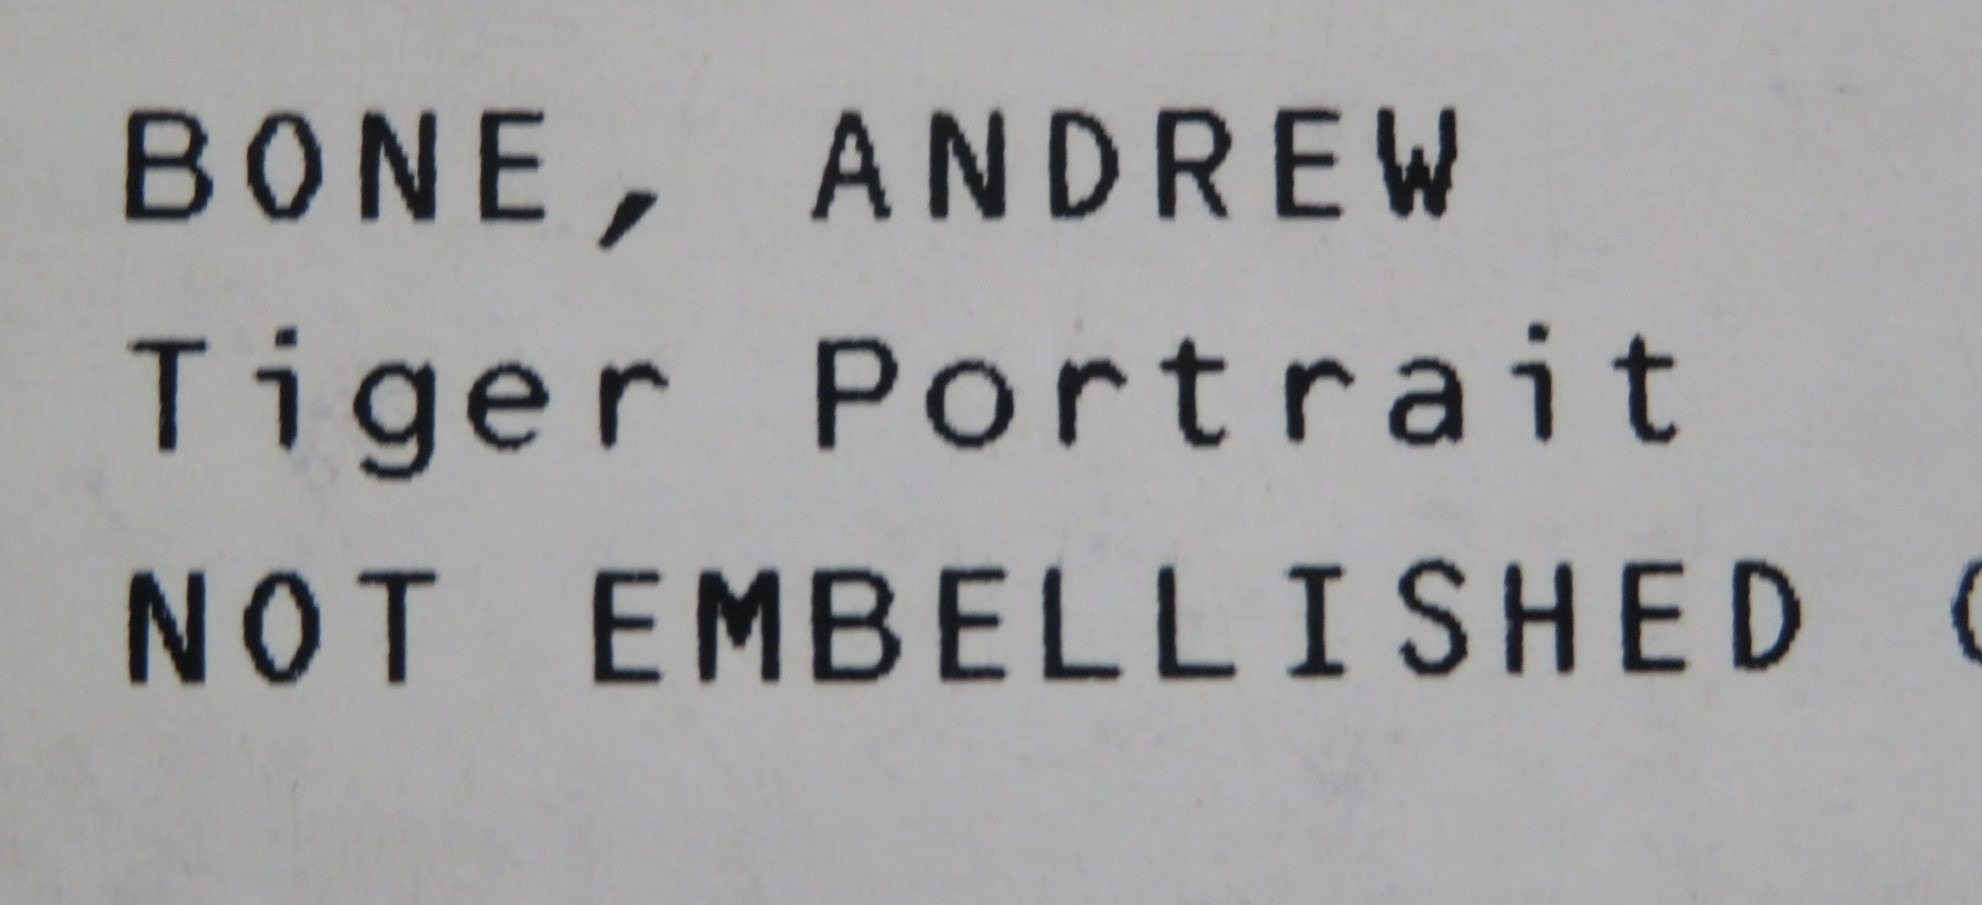 BONE, ANDREW
Tiger Portrait
NOT EMBELLISHED